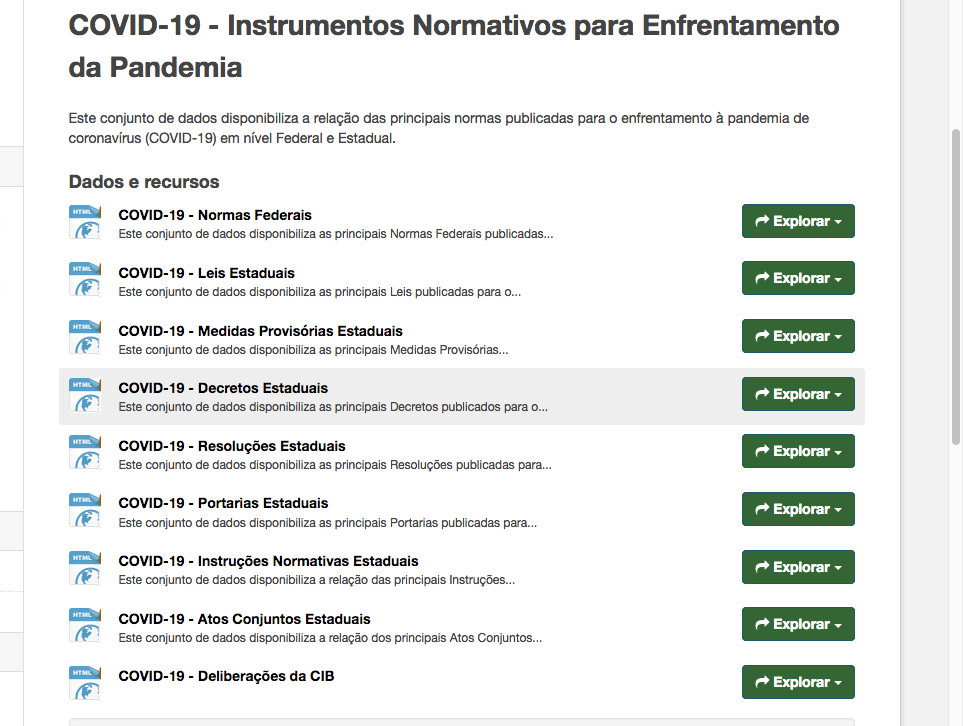 COVID-19 - Instrumentos Normativos para Enfrentamento
da Pandemia
Este conjunto de dados disponibiliza a relação das principais normas publicadas para o enfrentamento à pandemia de
coronavírus (COVID-19) em nível Federal e Estadual.
Dados e recursos
HTML COVID-19 - Normas Federais
Este conjunto de dados disponibiliza as principais Normas Federais publicadas...
Explorar
HTML COVID-19 - Leis Estaduais
Este conjunto de dados disponibiliza as principais Leis publicadas para o...
Explorar
HTML COVID-19 - Medidas Provisórias Estaduais
Este conjunto de dados disponibiliza as principais Medidas Provisórias...
Explorar
HTML COVID-19 - Decretos Estaduais
Este conjunto de dados disponibiliza as principais Decretos publicados para o...
Explorar
HTML COVID-19 - Resoluções Estaduais
Este conjunto de dados disponibiliza as principais Resoluções publicadas para...
Explorar
HTML COVID-19 - Portarias Estaduais
Este conjunto de dados disponibiliza as principais Portarias publicadas para...
Explorar
HTML COVID-19 - Instruções Normativas Estaduais
Este conjunto de dados disponibiliza a relação das principais Instruções...
Explorar
HTML COVID-19 - Atos Conjuntos Estaduais
Este conjunto de dados disponibiliza a relação dos principais Atos Conjuntos...
Explorar
HTML COVID-19 - Deliberações da CIB
Explorar